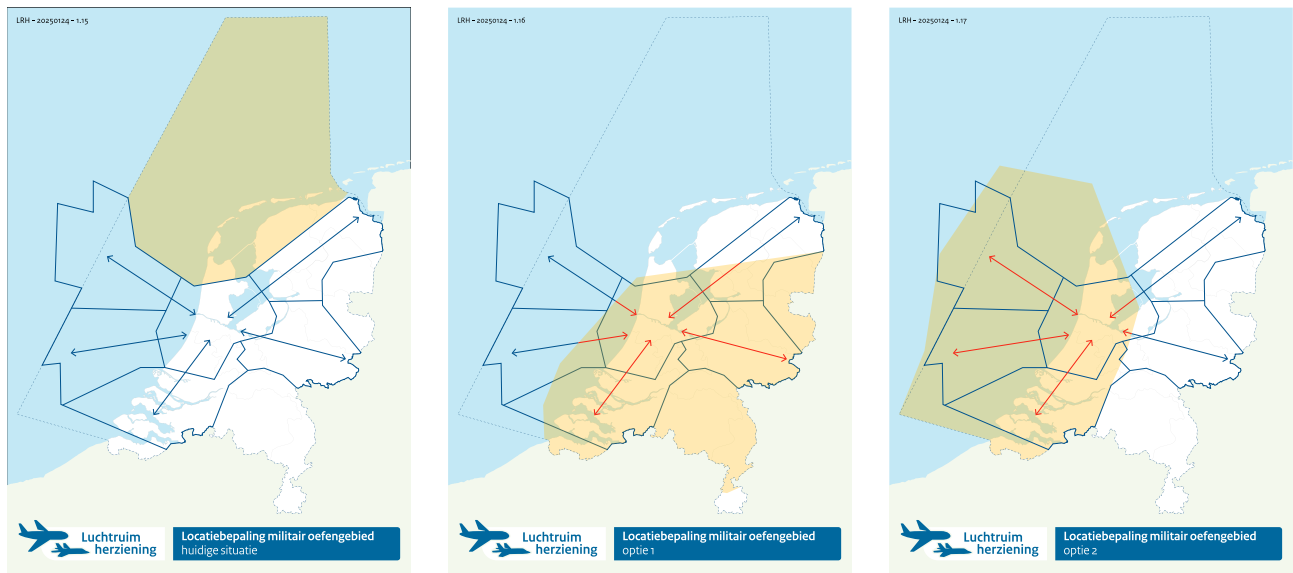 LRH – 20250124 – 1.15
Luchtruim
herziening
Locatiebepaling militair oefengebied
huidige situatie
LRH – 20250124 – 1.16
Luchtruim
herziening
Locatiebepaling militair oefengebied
optie 1
LRH – 20250124 – 1.17
Luchtruim
herziening
Locatiebepaling militair oefengebied
optie 2